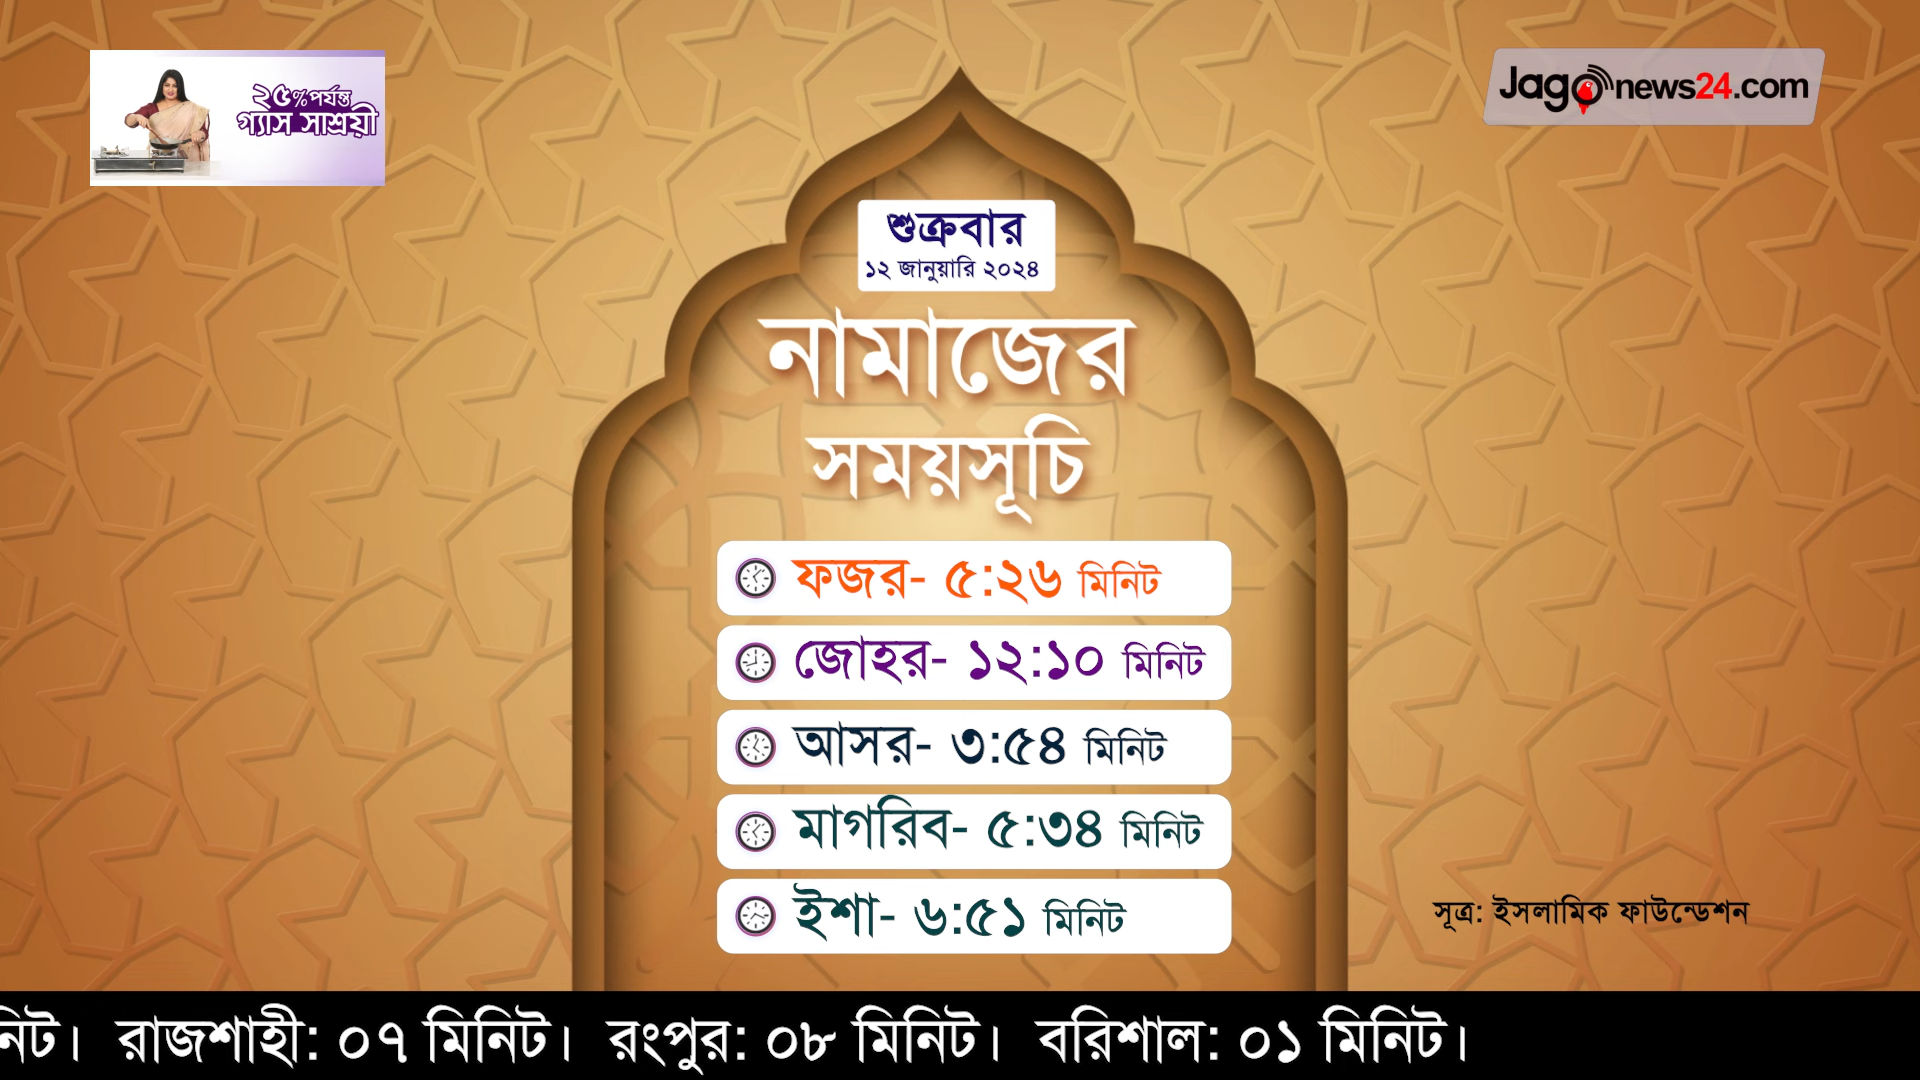 ২৫% পর্যন্ত
গ্যাস সাশ্রয়ী
Jagonews24.com
শুক্রবার
১২ জানুয়ারি ২০২৪
নামাজের
সময়সূচি
ফজর- ৫:২৬ মিনিট
জোহর- ১২:১০ মিনিট
আসর- ৩:৫৪ মিনিট
মাগরিব- ৫:৩৪ মিনিট
ইশা- ৬:৫১ মিনিট
সূত্র: ইসলামিক ফাউন্ডেশন
নিট। রাজশাহী: ০৭ মিনিট। রংপুর: ০৮ মিনিট। বরিশাল: ০১ মিনিট।